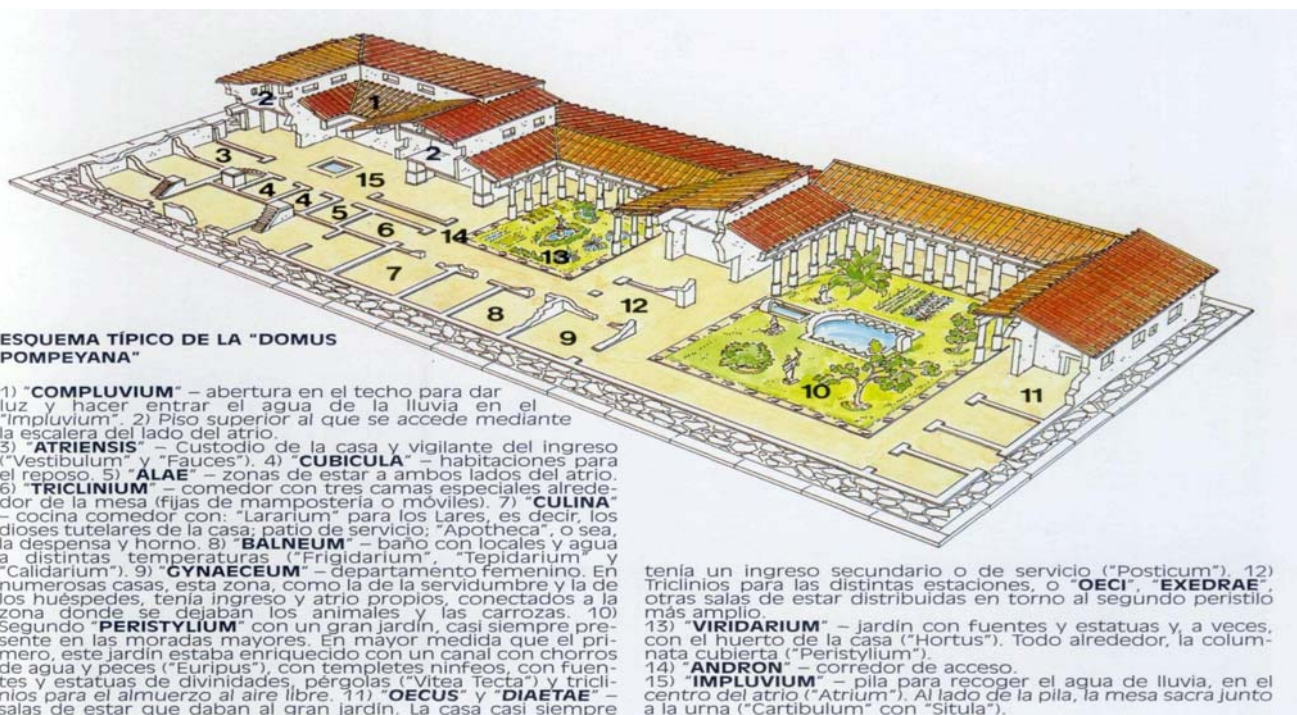 2
1
2
3
15
4
4
5
6
14
13
7
12
8
9
10
11
ESQUEMA TÍPICO DE LA "DOMUS
POMPEYANA"
1) "COMPLUVIUM" – abertura en el techo para dar
luz y hacer entrar el agua de la lluvia en el
"Impluvium". 2) Piso superior al que se accede mediante
la escalera del lado del atrio.
3) "ATRIENSIS" – Custodio de la casa y vigilante del ingreso
("Vestibulum" y "Fauces"). 4) "CUBICULA" – habitaciones para
el reposo. 5) "ALAE" – zonas de estar a ambos lados del atrio.
6) "TRICLINIUM" – comedor con tres camas especiales alrede-
dor de la mesa (fijas de mampostería o móviles). 7) "CULINA"
– cocina comedor con: "Lararium" para los Lares, es decir, los
dioses tutelares de la casa; patio de servicio; "Apotheca", o sea,
la despensa y horno. 8) "BALNEUM" – baño con locales y agua
a distintas temperaturas ("Frigidarium", "Tepidarium" y
"Calidarium"). 9) "GYNAECEUM" – departamento femenino. En
numerosas casas, esta zona, como la de la servidumbre y la de
los huéspedes, tenía ingreso y atrio propios, conectados a la
zona donde se dejaban los animales y las carrozas. 10)
Segundo "PERISTYLIUM" con un gran jardín, casi siempre pre-
sente en las moradas mayores. En mayor medida que el pri-
mero, este jardín estaba enriquecido con un canal con chorros
de agua y peces ("Euripus"), con templetes ninfeos, con fuen-
tes y estatuas de divinidades, pérgolas ("Vitea Tecta") y tricli-
nios para el almuerzo al aire libre. 11) "OECUS" y "DIAETAE" –
salas de estar que daban al gran jardín. La casa casi siempre
tenía un ingreso secundario o de servicio ("Posticum"). 12)
Triclinios para las distintas estaciones, o "OECI", "EXEDRAE",
otras salas de estar distribuidas en torno al segundo peristilo
más amplio.
13) "VIRIDARIUM" – jardín con fuentes y estatuas y, a veces,
con el huerto de la casa ("Hortus"). Todo alrededor, la colum-
nata cubierta ("Peristylium").
14) "ANDRON" – corredor de acceso.
15) "IMPLUVIUM" – pila para recoger el agua de lluvia, en el
centro del atrio ("Atrium"). Al lado de la pila, la mesa sacra junto
a la urna ("Cartibulum" con "Situla").